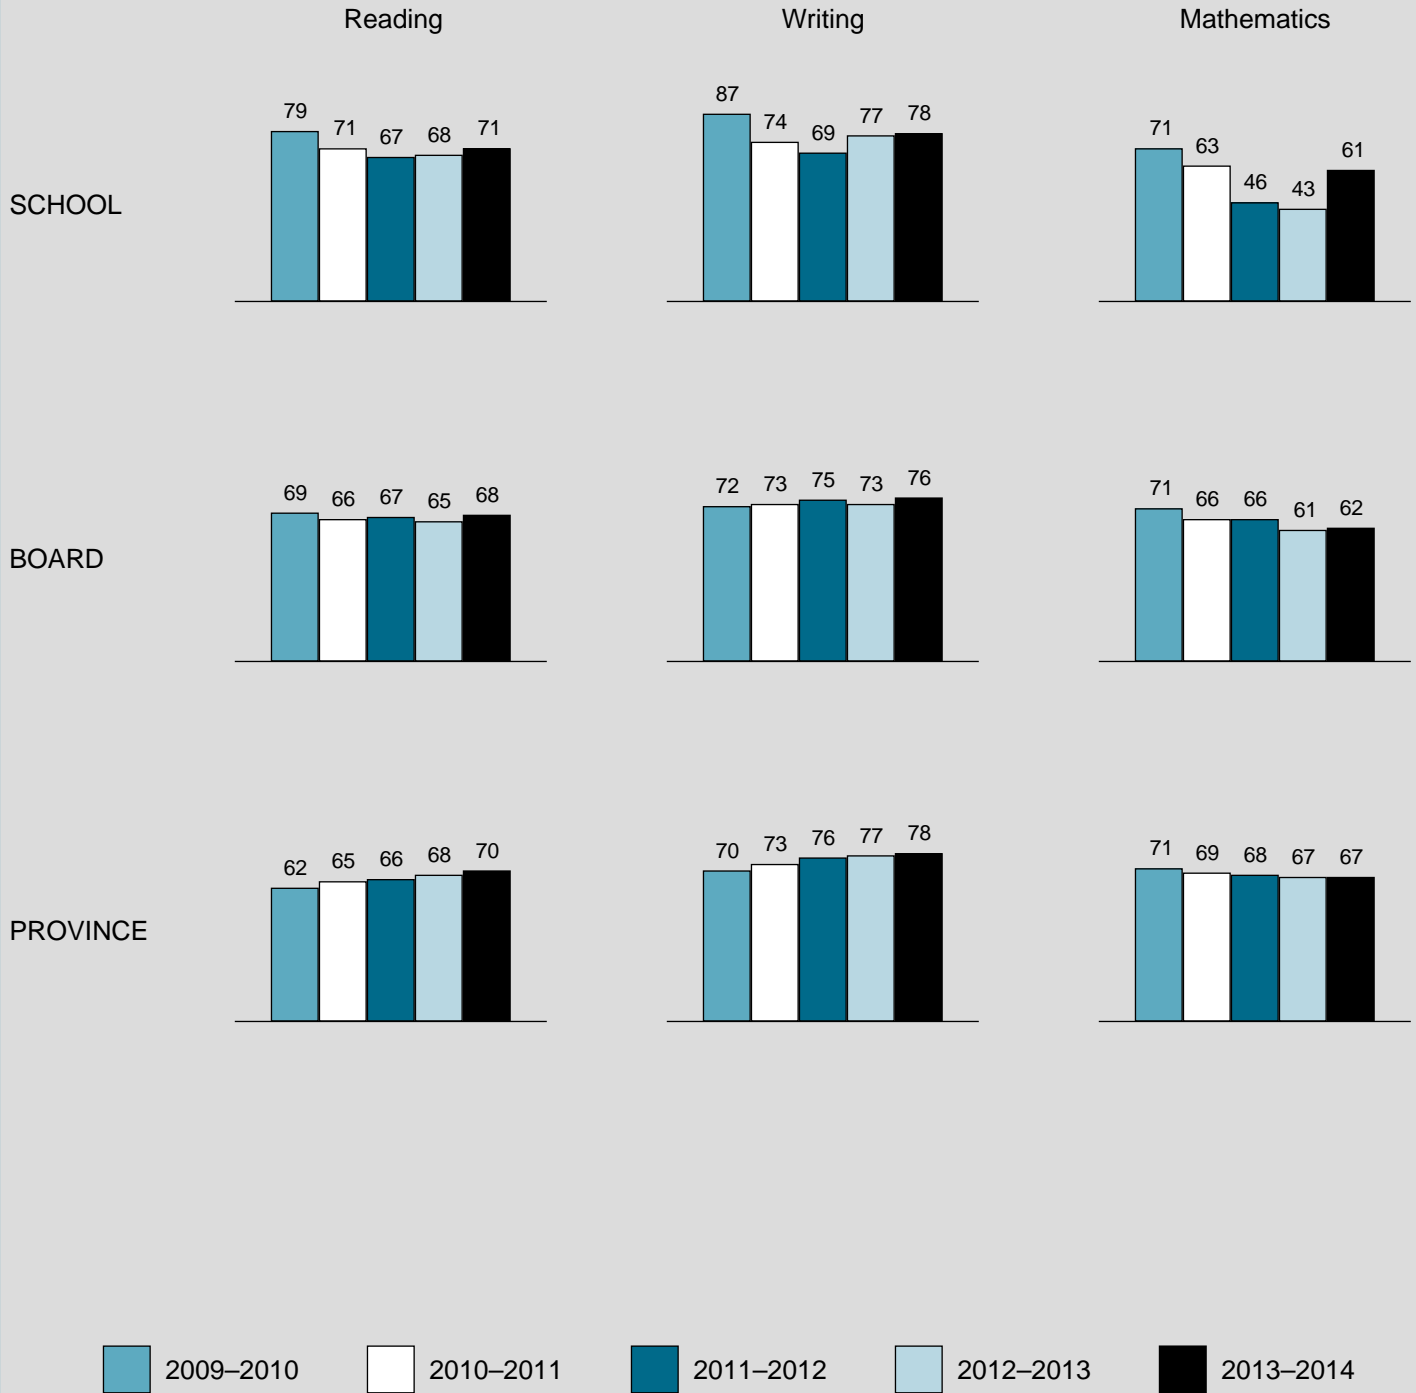 Reading Writing Mathematics
79 71 67 68 71
87 74 69 77 78
71 63 46 43 61
SCHOOL
69 66 67 65 68
72 73 75 73 76
71 66 66 61 62
BOARD
62 65 66 68 70
70 73 76 77 78
71 69 68 67 67
PROVINCE
2009–2010 2010–2011 2011–2012 2012–2013 2013–2014